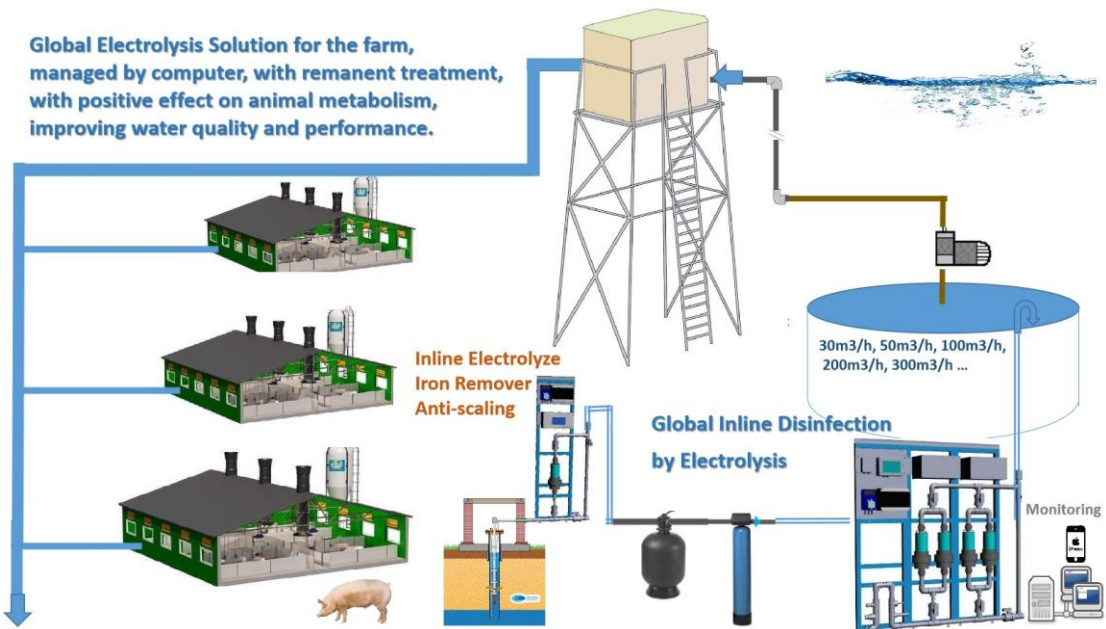 Global Electrolysis Solution for the farm,
managed by computer, with remanent treatment,
with positive effect on animal metabolism,
improving water quality and performance.
30m3/h, 50m3/h, 100m3/h,
200m3/h, 300m3/h ...
Inline Electrolyze
Iron Remover
Anti-scaling
Global Inline Disinfection
by Electrolysis
Monitoring